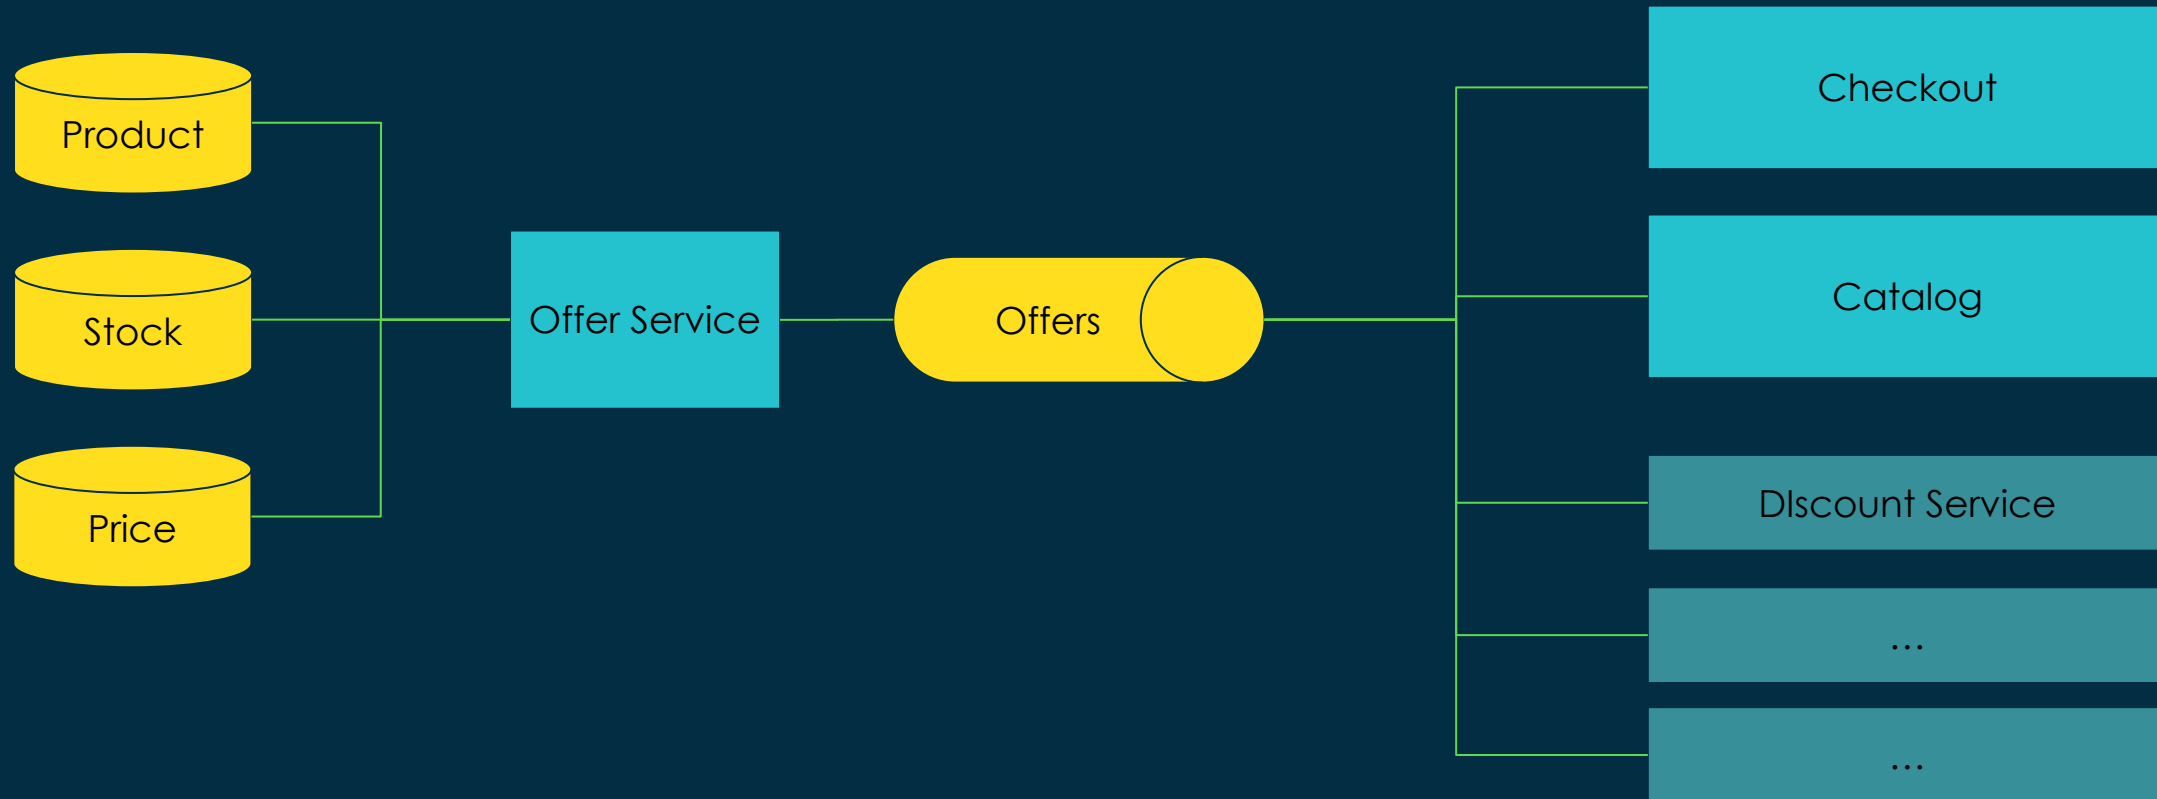 Product
Stock
Price
Offer Service
Offers
Checkout
Catalog
DIscount Service
...
...